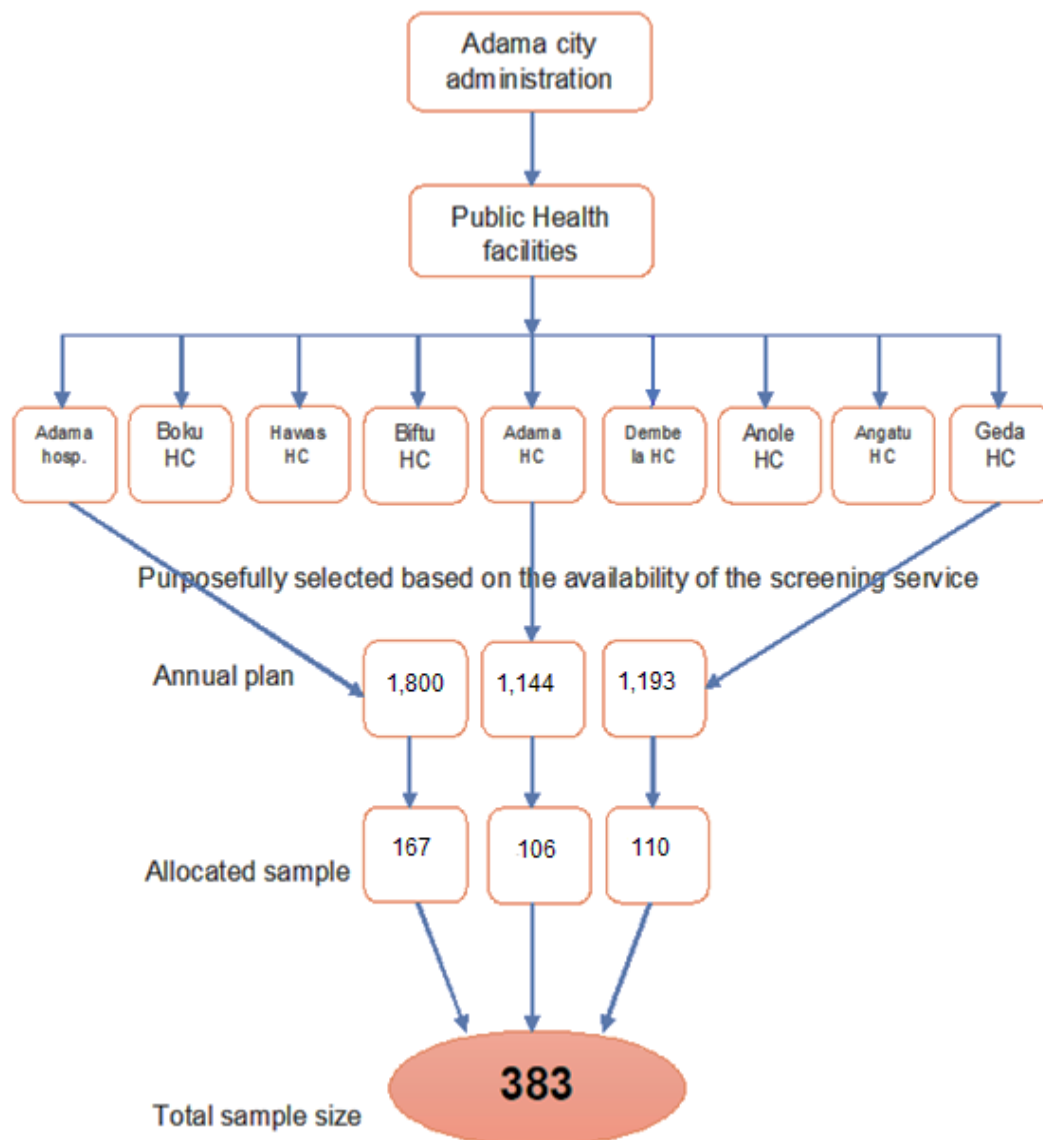 Adama city
administration
Public Health
facilities
Adama
hosp.
Boku
HC
Hawas
HC
Biftu
HC
Adama
HC
Dembe
la HC
Anole
HC
Angatu
HC
Geda
HC
Purposefully selected based on the availability of the screening service
Annual plan
1,800
1,144
1,193
Allocated sample
167
106
110
383
Total sample size